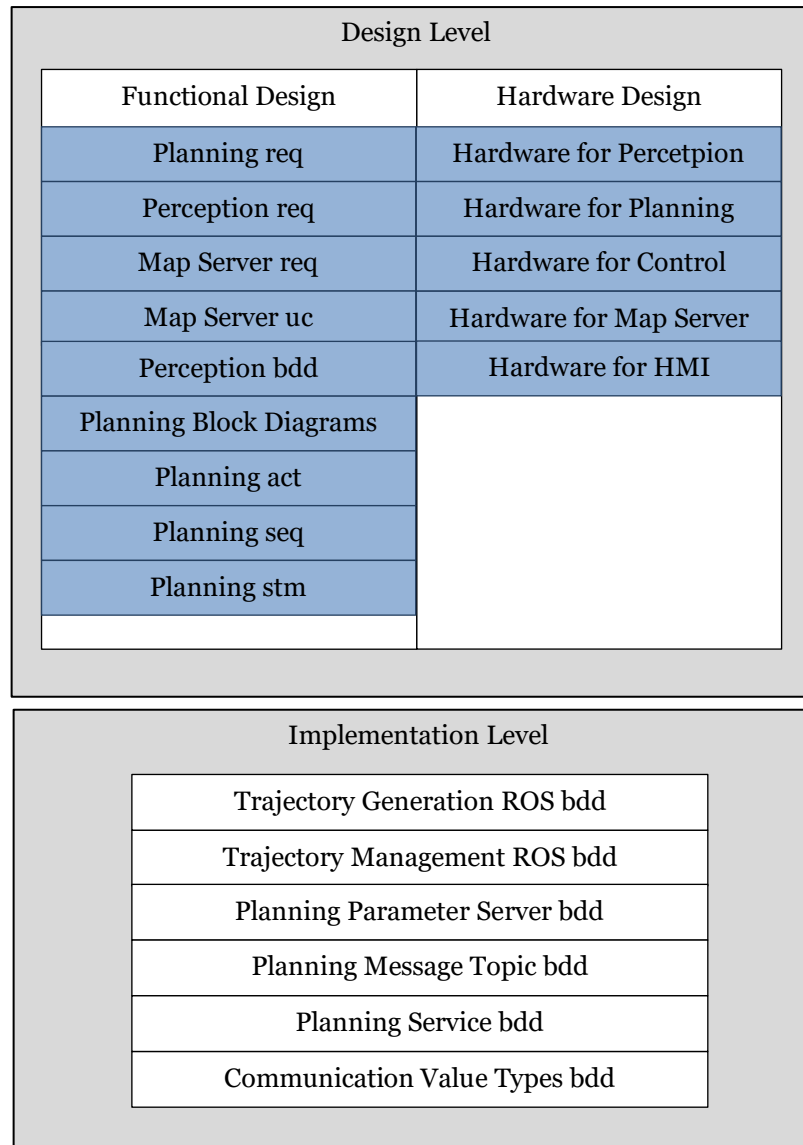 Design Level
Functional Design
Hardware Design
Planning req
Hardware for Percetpion
Perception req
Hardware for Planning
Map Server req
Hardware for Control
Map Server uc
Hardware for Map Server
Perception bdd
Hardware for HMI
Planning Block Diagrams
Planning act
Planning seq
Planning stm
Implementation Level
Trajectory Generation ROS bdd
Trajectory Management ROS bdd
Planning Parameter Server bdd
Planning Message Topic bdd
Planning Service bdd
Communication Value Types bdd